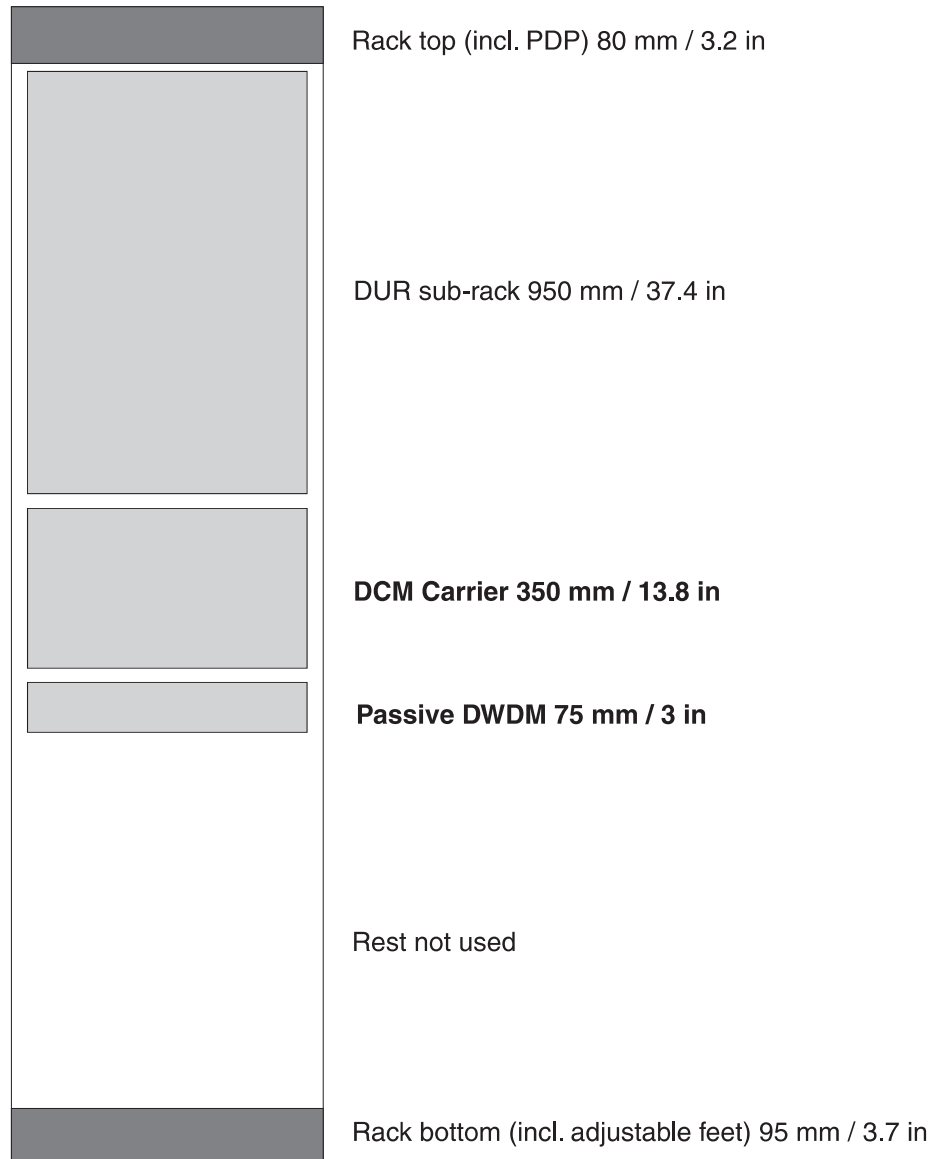 Rack top (incl. PDP) 80 mm / 3.2 in
DUR sub-rack 950 mm / 37.4 in
DCM Carrier 350 mm / 13.8 in
Passive DWDM 75 mm / 3 in
Rest not used
Rack bottom (incl. adjustable feet) 95 mm / 3.7 in